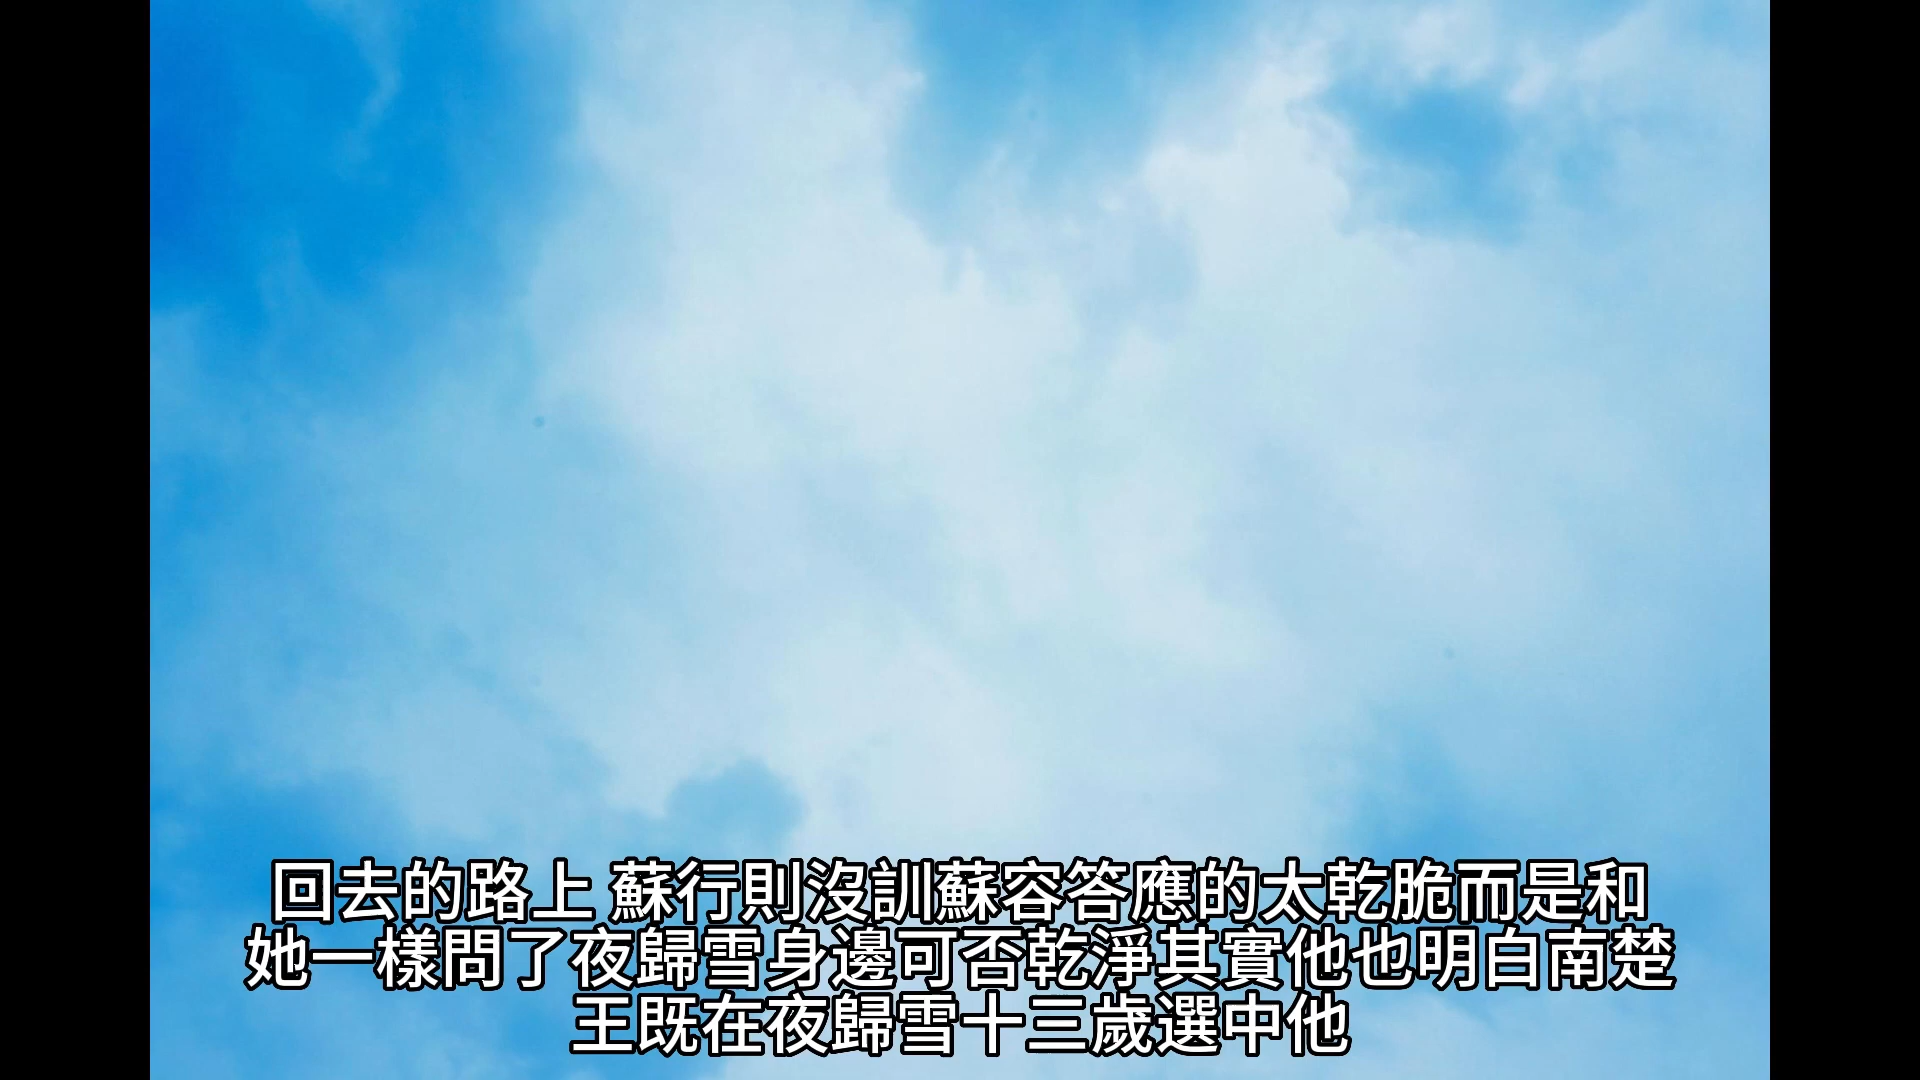 回去的路上 蘇行則沒訓蘇容答應的太乾脆而是和
她一樣問了夜歸雪身邊可否乾淨其實他也明白南楚
王既在夜歸雪十三歲選中他